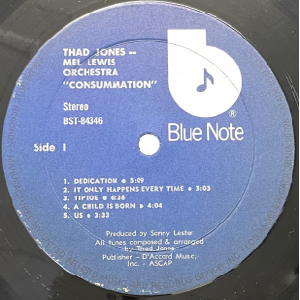 THAD JONES --
MEL LEWIS
ORCHESTRA
"CONSUMMATION"
Stereo
BST-84346
b
®
Blue Note
Side 1
1. DEDICATION • 5:09
2. IT ONLY HAPPENS EVERY TIME • 3:03
3. TIPTOE • 6:38
4. A CHILD IS BORN • 4:04
5. US • 3:33
Produced by Sonny Lester
All tunes composed & arranged
by Thad Jones
Publisher - D'Accord Music,
Inc. - ASCAP